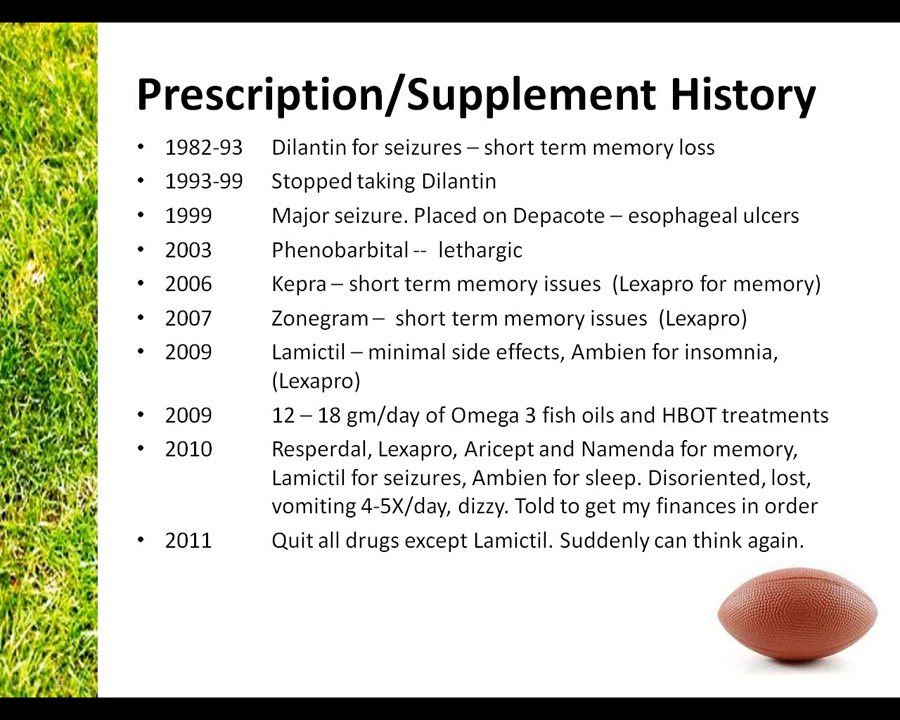 Prescription/Supplement History
• 1982-93 Dilantin for seizures – short term memory loss
• 1993-99 Stopped taking Dilantin
• 1999 Major seizure. Placed on Depacote – esophageal ulcers
• 2003 Phenobarbital -- lethargic
• 2006 Kepra – short term memory issues (Lexapro for memory)
• 2007 Zonegram – short term memory issues (Lexapro)
• 2009 Lamictil – minimal side effects, Ambien for insomnia,
(Lexapro)
• 2009 12 – 18 gm/day of Omega 3 fish oils and HBOT treatments
• 2010 Resperdal, Lexapro, Aricept and Namenda for memory,
Lamictil for seizures, Ambien for sleep. Disoriented, lost,
vomiting 4-5X/day, dizzy. Told to get my finances in order
• 2011 Quit all drugs except Lamictil. Suddenly can think again.